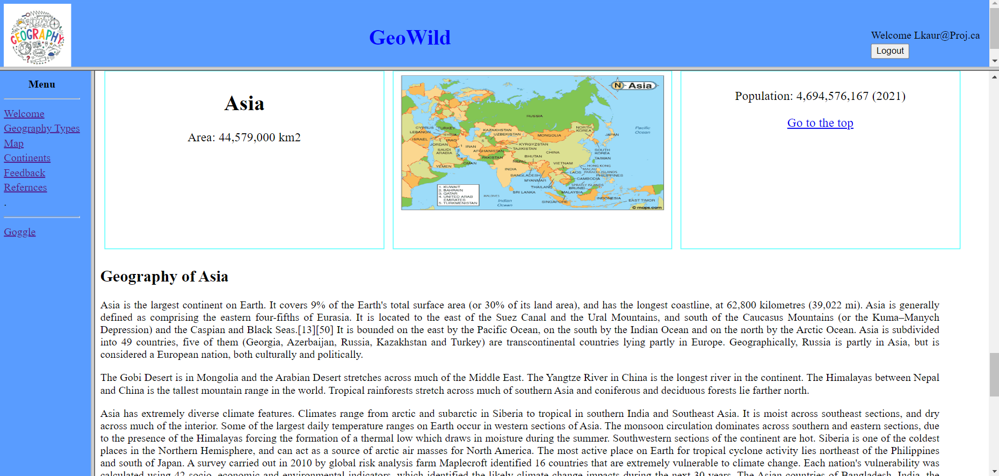 GEOGRAPHY
GeoWild
Welcome Lkaur@Proj.ca
Logout
Menu
Welcome
Geography Types
Map
Continents
Feedback
Refernces
.
Goggle
Asia
Area: 44,579,000 km2
N Asia
RUSSIA
Pacific
Ocean
CYPRUS
TURKEY
LEBANON
SYRIA
ISRAEL
IRAQ
JORDAN
SAUDI
ARABIA
IRAN
YEMEN
OMAN
KAZAKHSTAN
UZBEKISTAN
5
1
KYRGYZSTAN
TAJIKISTAN
AFGHANISTAN
PAKISTAN
MONGOLIA
NORTH
KOREA
JAPAN
SOUTH
KOREA
TAIWAN
CHINA
BHUTAN
NEPAL
INDIA
BANGLADESH
MYANMAR
THAILAND
VIETNAM
HONG KONG
MACAU
LAOS
PARACEL ISLANDS
PHILIPPINES
CAMBODIA
SPRATLY ISLANDS
BRUNEI
MALAYSIA
SRI LANKA
MALDIVES
SINGAPORE
INDONESIA
EAST TIMOR
Indian
Ocean
1. KUWAIT
2. BAHRAIN
3. QATAR
4. UNITED ARAB
EMIRATES
5. TURKMENISTAN
© maps.com
Population: 4,694,576,167 (2021)
Go to the top
Geography of Asia
Asia is the largest continent on Earth. It covers 9% of the Earth's total surface area (or 30% of its land area), and has the longest coastline, at 62,800 kilometres (39,022 mi). Asia is generally
defined as comprising the eastern four-fifths of Eurasia. It is located to the east of the Suez Canal and the Ural Mountains, and south of the Caucasus Mountains (or the Kuma–Manych
Depression) and the Caspian and Black Seas.[13][50] It is bounded on the east by the Pacific Ocean, on the south by the Indian Ocean and on the north by the Arctic Ocean. Asia is subdivided
into 49 countries, five of them (Georgia, Azerbaijan, Russia, Kazakhstan and Turkey) are transcontinental countries lying partly in Europe. Geographically, Russia is partly in Asia, but is
considered a European nation, both culturally and politically.
The Gobi Desert is in Mongolia and the Arabian Desert stretches across much of the Middle East. The Yangtze River in China is the longest river in the continent. The Himalayas between Nepal
and China is the tallest mountain range in the world. Tropical rainforests stretch across much of southern Asia and coniferous and deciduous forests lie farther north.
Asia has extremely diverse climate features. Climates range from arctic and subarctic in Siberia to tropical in southern India and Southeast Asia. It is moist across southeast sections, and dry
across much of the interior. Some of the largest daily temperature ranges on Earth occur in western sections of Asia. The monsoon circulation dominates across southern and eastern sections, due
to the presence of the Himalayas forcing the formation of a thermal low which draws in moisture during the summer. Southwestern sections of the continent are hot. Siberia is one of the coldest
places in the Northern Hemisphere, and can act as a source of arctic air masses for North America. The most active place on Earth for tropical cyclone activity lies northeast of the Philippines
and south of Japan. A survey carried out in 2010 by global risk analysis farm Maplecroft identified 16 countries that are extremely vulnerable to climate change. Each nation's vulnerability was
calculated using 42 socio, economic and environmental indicators, which identified the likely climate change impacts during the next 30 years. The Asian countries of Bangladesh, India, the